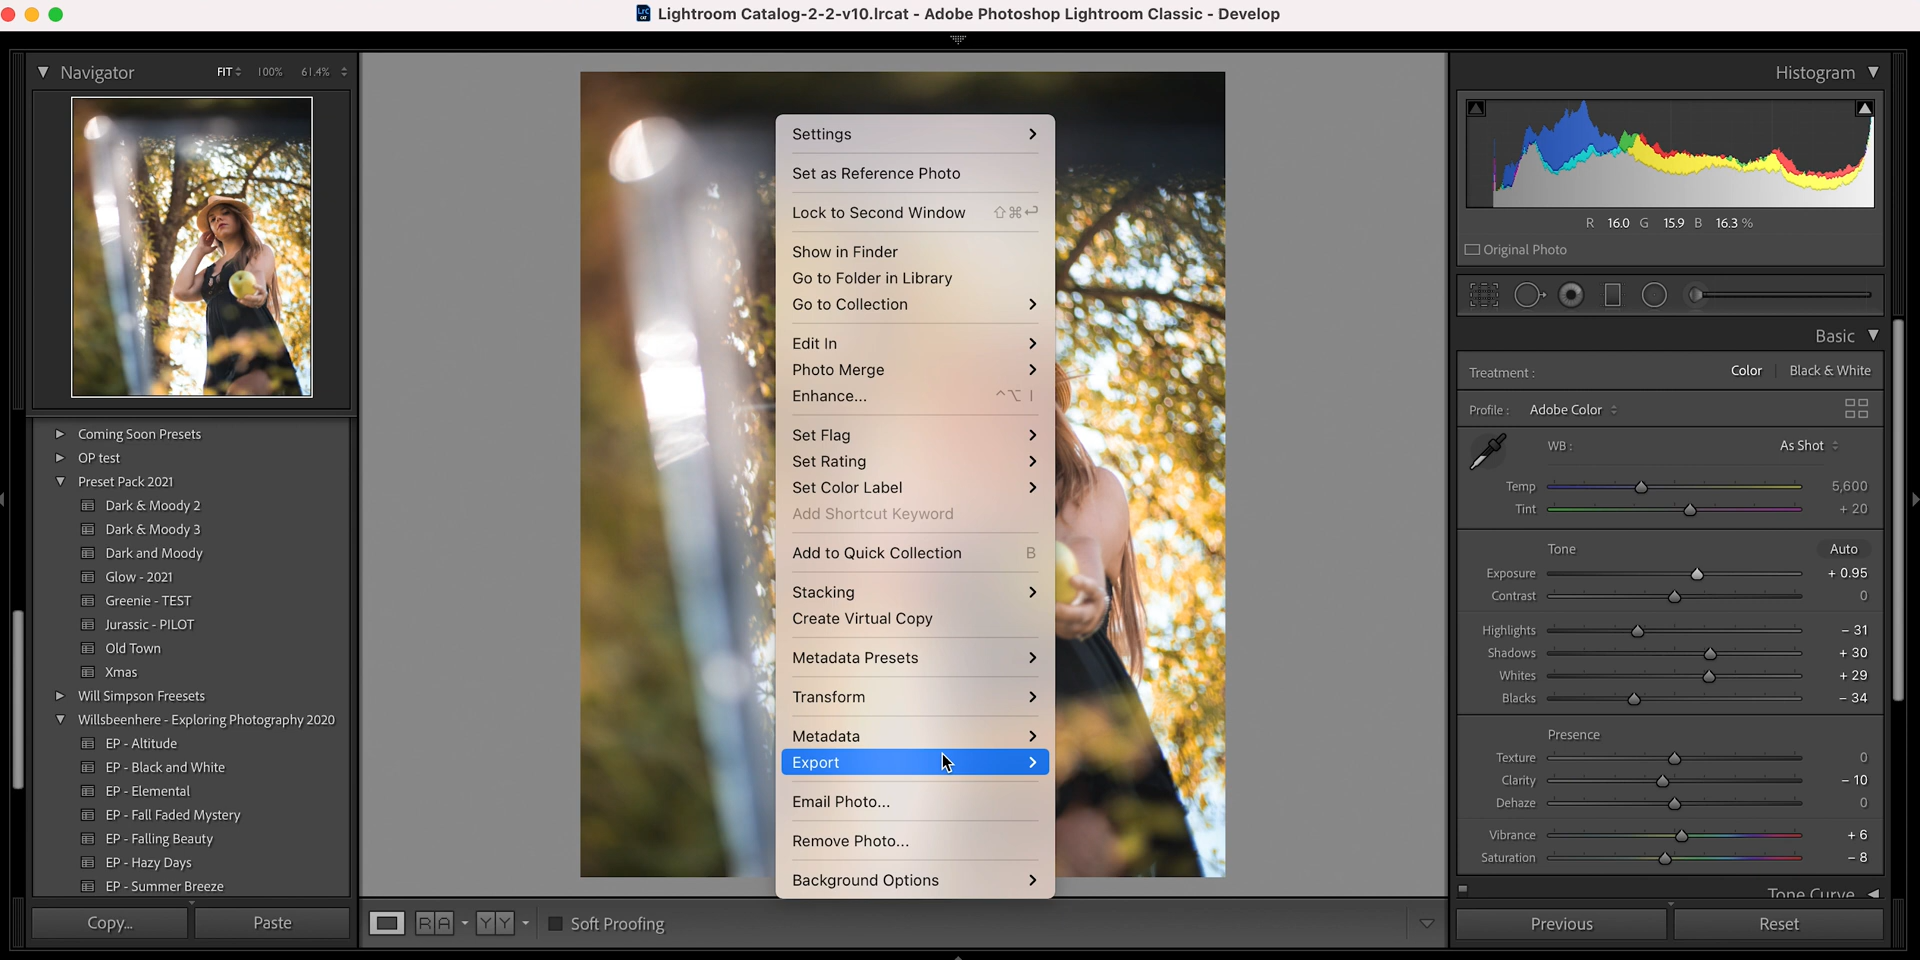 Lightroom Catalog-2-2-v10.lrcat - Adobe Photoshop Lightroom Classic - Develop
Navigator FIT 100% 61.4%
Coming Soon Presets
OP test
Preset Pack 2021
Dark & Moody 2
Dark & Moody 3
Dark and Moody
Glow - 2021
Greenie - TEST
Jurassic - PILOT
Old Town
Xmas
Will Simpson Freesets
Willsbeenhere - Exploring Photography 2020
EP - Altitude
EP - Black and White
EP - Elemental
EP - Fall Faded Mystery
EP - Falling Beauty
EP - Hazy Days
EP - Summer Breeze
Copy... Paste
Settings
Set as Reference Photo
Lock to Second Window ⇧⌘↩
Show in Finder
Go to Folder in Library
Go to Collection
Edit In
Photo Merge
Enhance... ^⌥ I
Set Flag
Set Rating
Set Color Label
Add Shortcut Keyword
Add to Quick Collection B
Stacking
Create Virtual Copy
Metadata Presets
Transform
Metadata
Export
Email Photo...
Remove Photo...
Background Options
R A Y Y Soft Proofing
Histogram
R 16.0 G 15.9 B 16.3 %
Original Photo
Basic
Treatment : Color Black & White
Profile : Adobe Color
WB : As Shot
Temp 5,600
Tint + 20
Tone Auto
Exposure + 0.95
Contrast 0
Highlights – 31
Shadows + 30
Whites + 29
Blacks – 34
Presence
Texture 0
Clarity – 10
Dehaze 0
Vibrance + 6
Saturation – 8
Tone Curve
Previous Reset